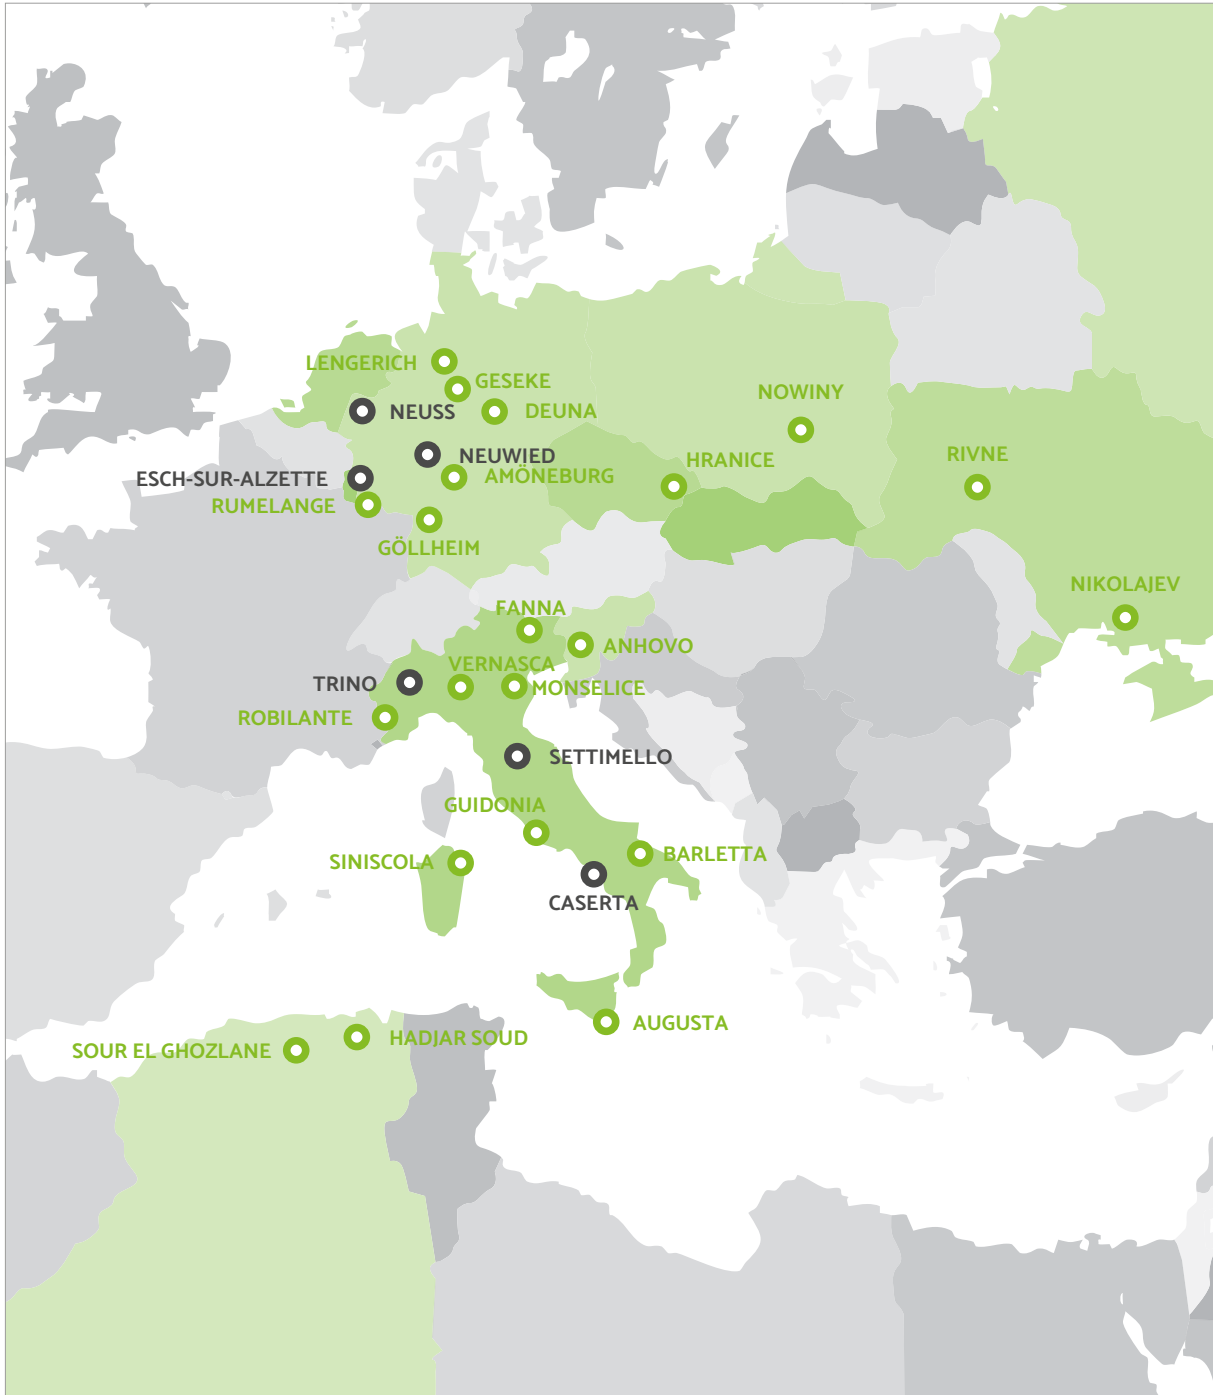 LENGERICH
GESEKE
NEUSS
DEUNA
NOWINY
NEUWIED
HRANICE
RIVNE
ESCH-SUR-ALZETTE
AMÖNEBURG
RUMELANGE
GÖLLHEIM
NIKOLAJEV
FANNA
ANHOVO
VERNASCA
TRINO
MONSELICE
ROBILANTE
SETTIMELLO
GUIDONIA
SINISCOLA
BARLETTA
CASERTA
AUGUSTA
HADJAR SOUD
SOUR EL GHOZLANE